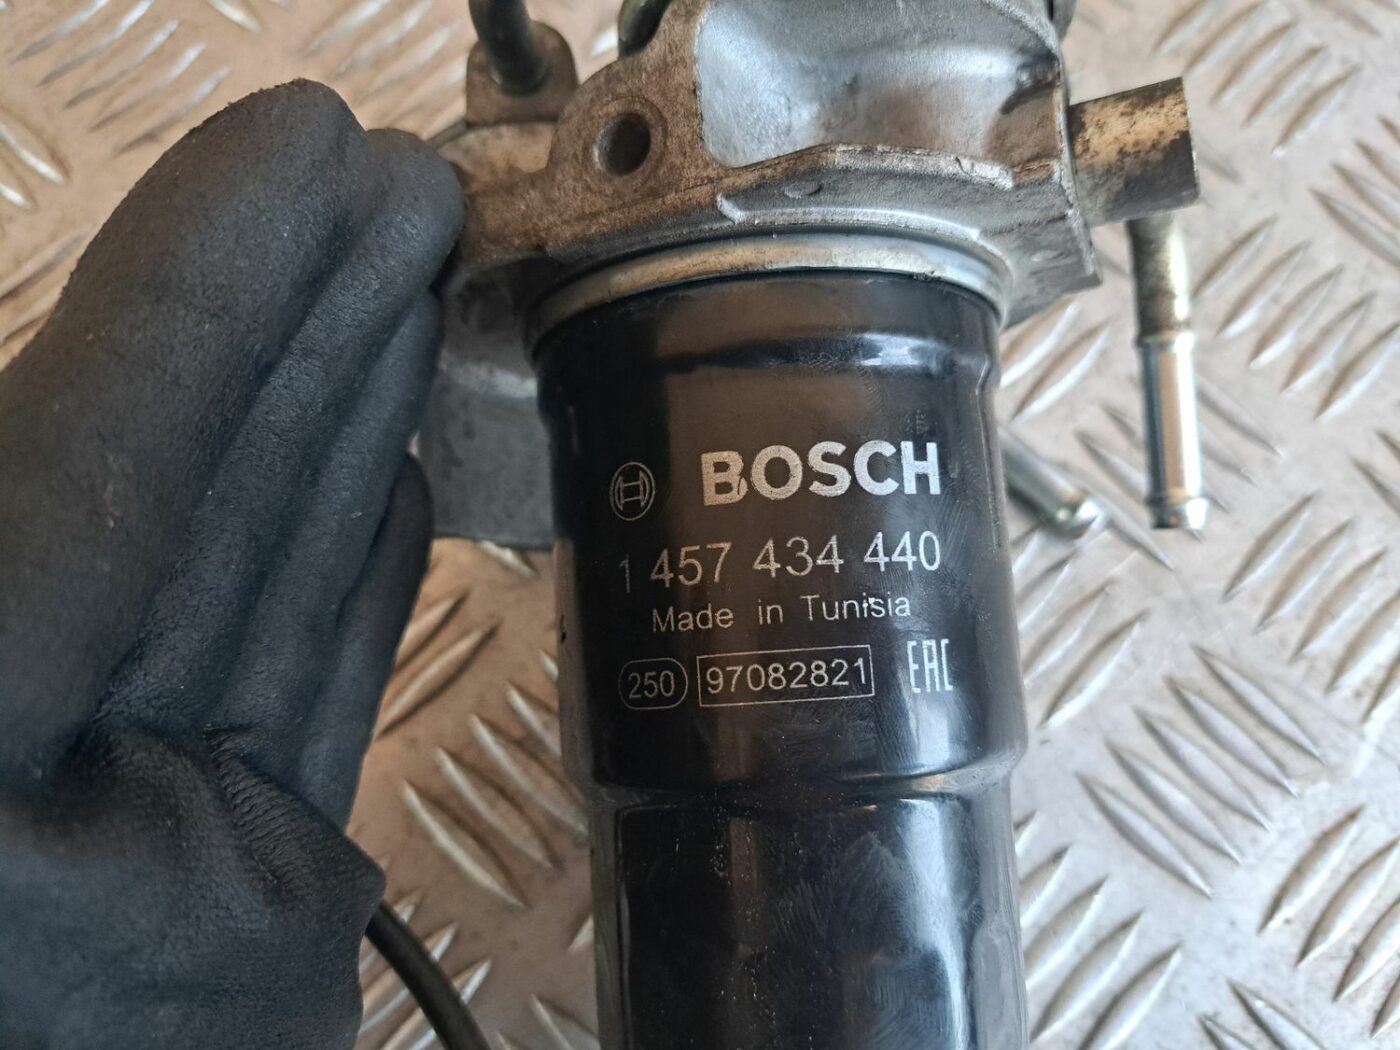 BOSCH
1 457 434 440
Made in Tunisia
250 97082821 EAC